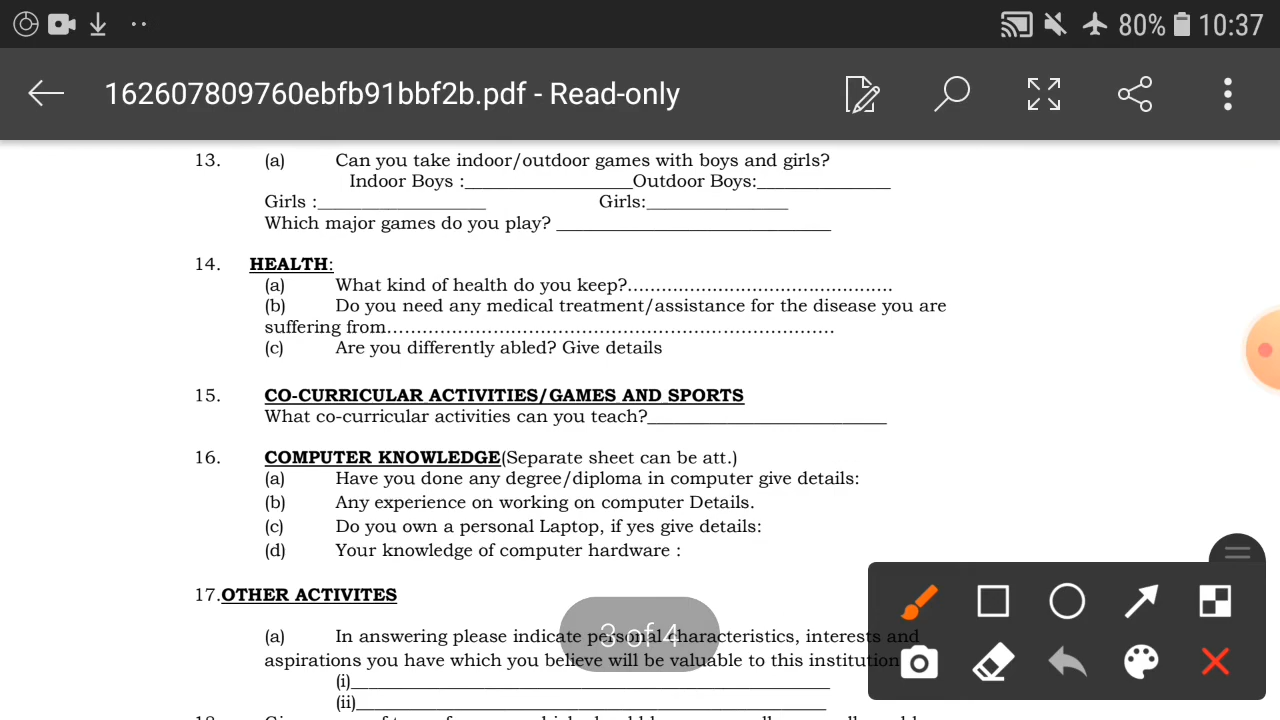 80% 10:37
162607809760ebfb91bbf2b.pdf - Read-only
13. (a) Can you take indoor/outdoor games with boys and girls?
Indoor Boys :___________________Outdoor Boys:_______________
Girls :___________________ Girls:________________
Which major games do you play? _______________________________
14. HEALTH:
(a) What kind of health do you keep?...............................................
(b) Do you need any medical treatment/assistance for the disease you are
suffering from...............................................................................
(c) Are you differently abled? Give details
15. CO-CURRICULAR ACTIVITIES/GAMES AND SPORTS
What co-curricular activities can you teach?___________________________
16. COMPUTER KNOWLEDGE(Separate sheet can be att.)
(a) Have you done any degree/diploma in computer give details:
(b) Any experience on working on computer Details.
(c) Do you own a personal Laptop, if yes give details:
(d) Your knowledge of computer hardware :
17.OTHER ACTIVITES
(a) In answering please indicate personal characteristics, interests and
aspirations you have which you believe will be valuable to this institution
(i)______________________________________________________
(ii)_____________________________________________________
3 of 4